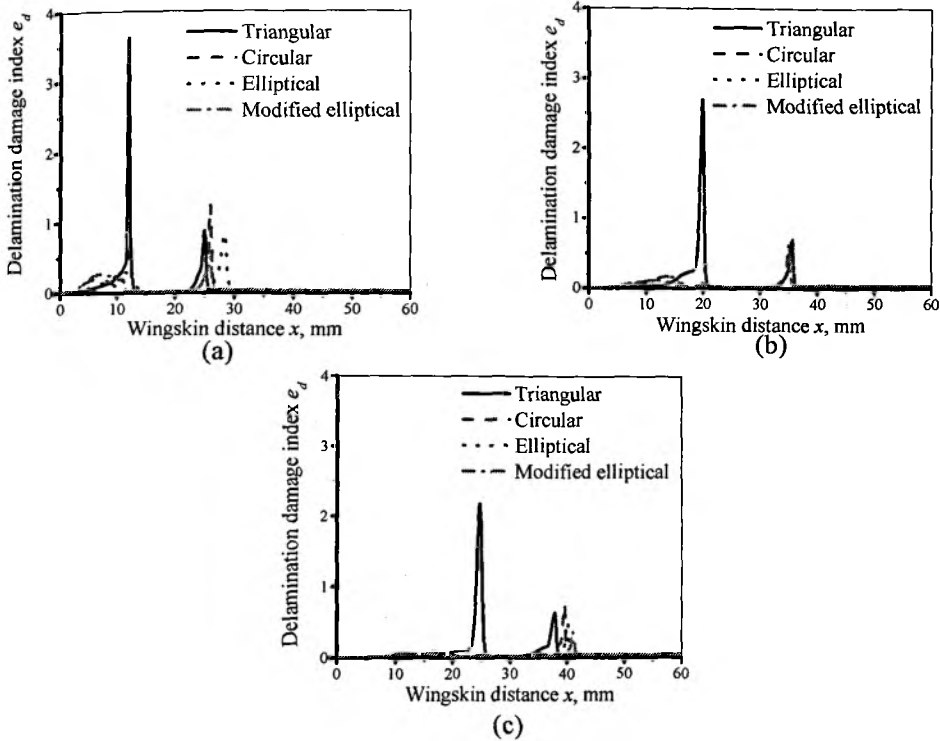 4
3
2
1
0
Delamination damage index e_d
Triangular
Circular
Elliptical
Modified elliptical
0 10 20 30 40 50 60
Wingskin distance x, mm
(a)
4
3
2
1
0
Delamination damage index e_d
Triangular
Circular
Elliptical
Modified elliptical
0 10 20 30 40 50 60
Wingskin distance x, mm
(b)
4
3
2
1
0
Delamination damage index e_d
Triangular
Circular
Elliptical
Modified elliptical
0 10 20 30 40 50 60
Wingskin distance x, mm
(c)